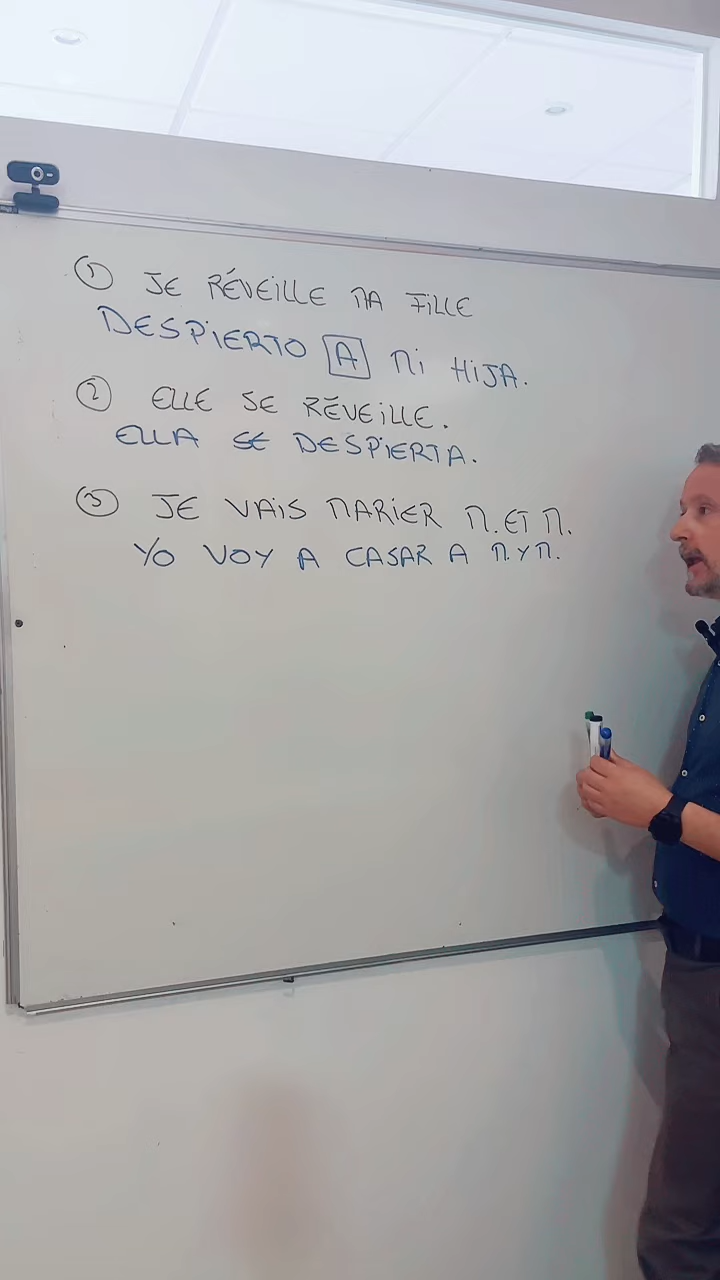 ① JE RÉVEILLE MA FILLE
DESPIERTO A MI HIJA.
② ELLE SE RÉVEILLE.
ELLA SE DESPIERTA.
③ JE VAIS MARIER M. ET M.
YO VOY A CASAR A M. Y M.